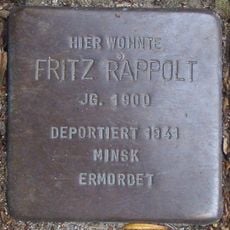 HIER WOHNTE
FRITZ RAPPOLT
JG. 1900
DEPORTIERT 1941
MINSK
ERMORDET